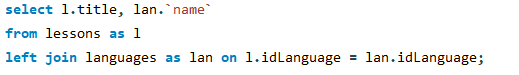 select l.title, lan.`name`
from lessons as l
left join languages as lan on l.idLanguage = lan.idLanguage;